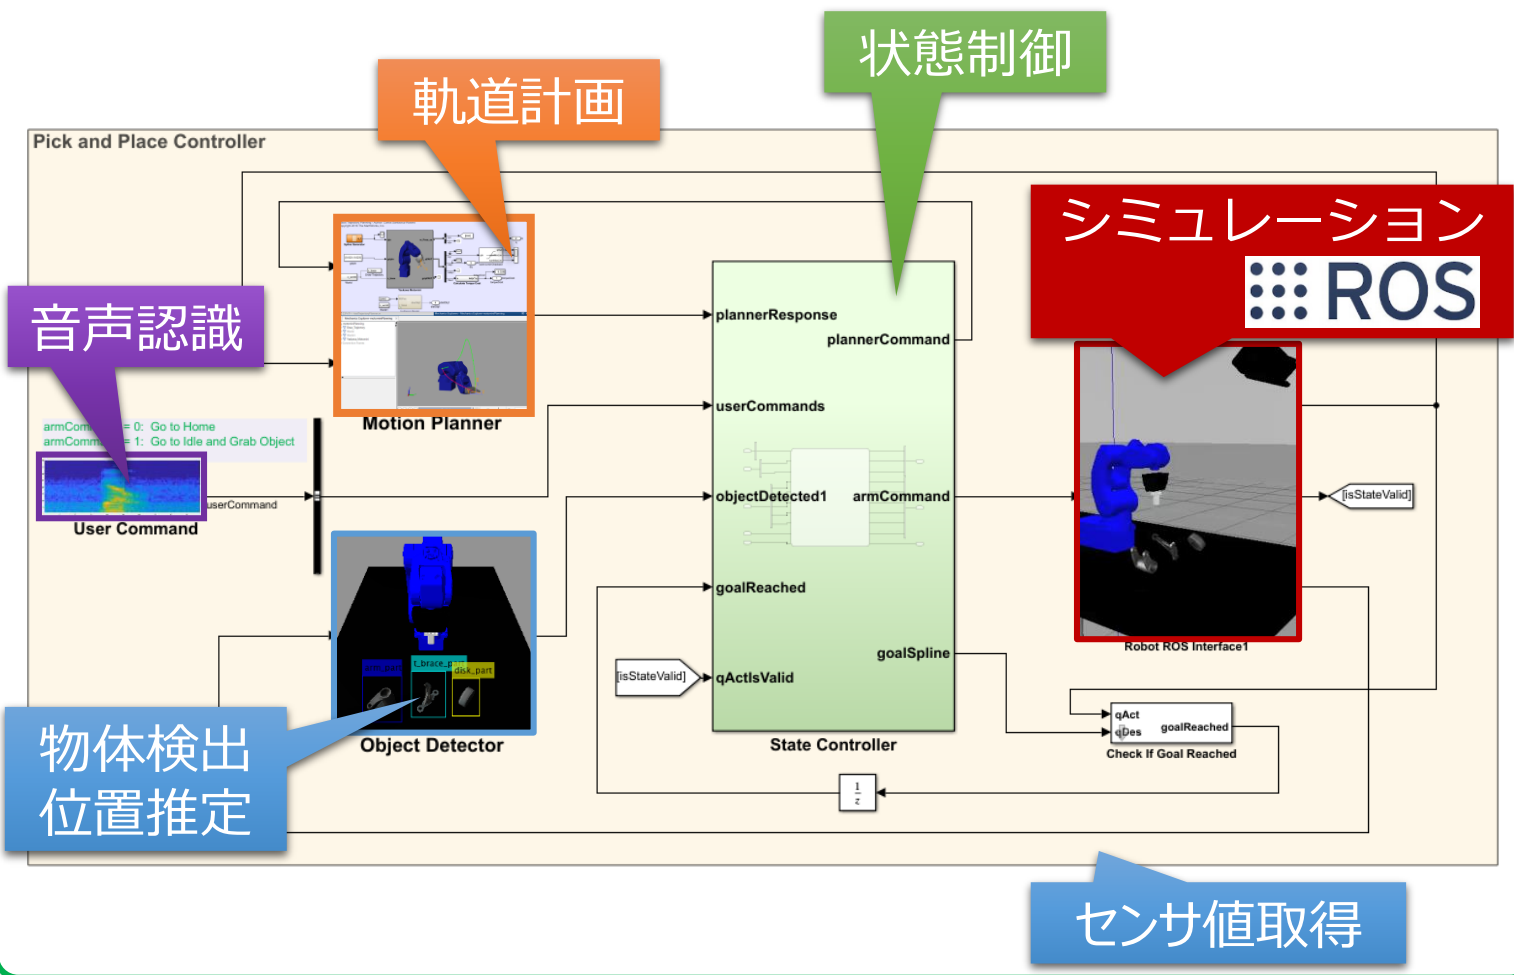 状態制御
軌道計画
Pick and Place Controller
シミュレーション
ROS
音声認識
plannerResponse
plannerCommand
userCommands
Motion Planner
= 0: Go to Home
= 1: Go to Idle and Grab Object
objectDetected1
armCommand
[isStateValid]
userCommand
User Command
goalReached
goalSpline
[isStateValid]
qActIsValid
Robot ROS Interface1
t_brace_pa
disk_part
qAct
qDes
goalReached
Check If Goal Reached
Object Detector
State Controller
物体検出
位置推定
1
z
センサ値取得